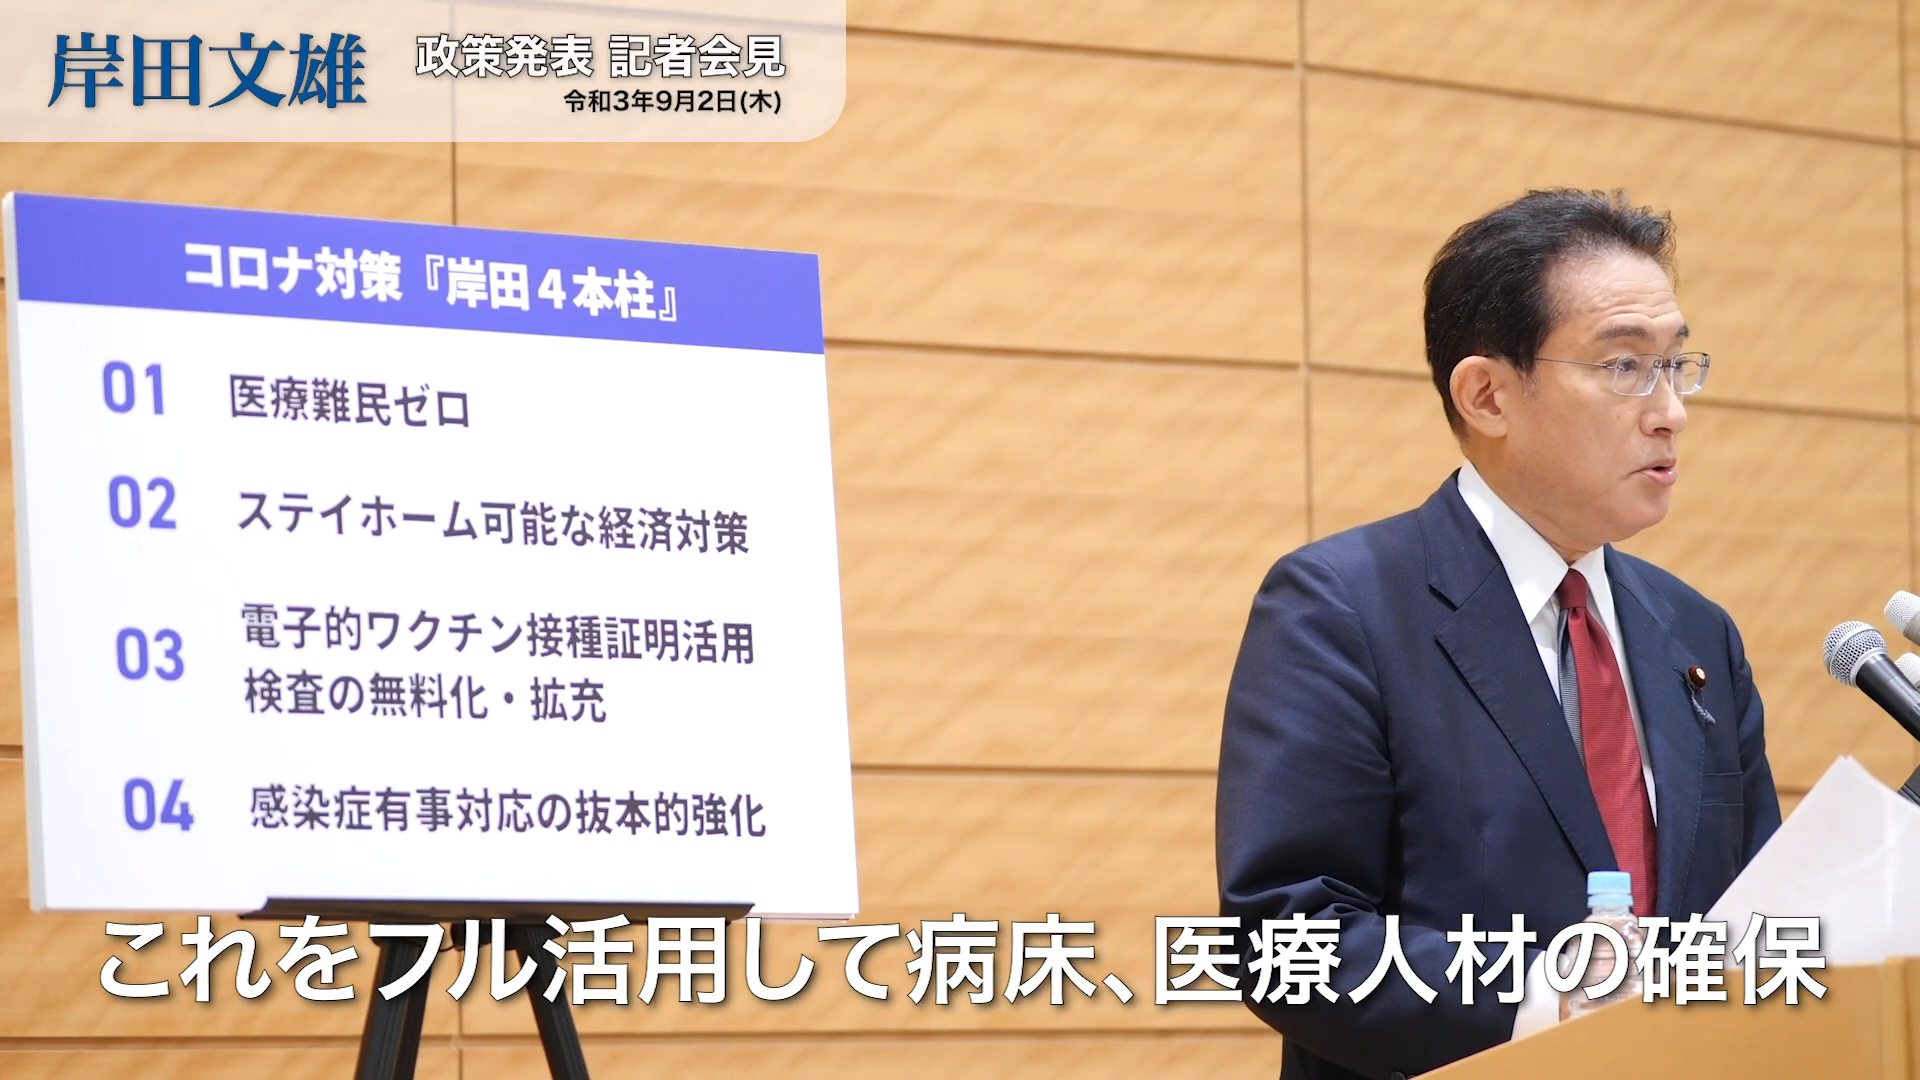 岸田文雄
政策発表 記者会見
令和3年9月2日(木)
コロナ対策『岸田4本柱』
01 医療難民ゼロ
02 ステイホーム可能な経済対策
03 電子的ワクチン接種証明活用
検査の無料化・拡充
04 感染症有事対応の抜本的強化
これをフル活用して病床、医療人材の確保